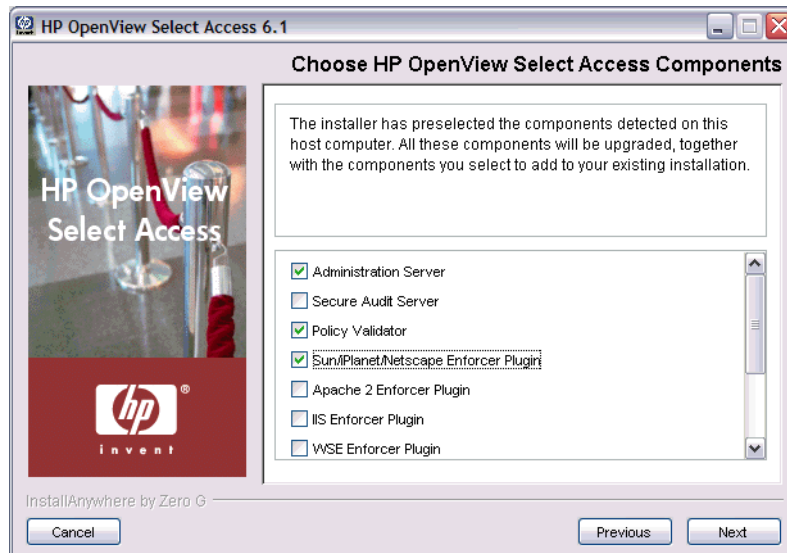 HP OpenView Select Access 6.1
Choose HP OpenView Select Access Components
HP OpenView
Select Access
hp
®
invent
The installer has preselected the components detected on this
host computer. All these components will be upgraded, together
with the components you select to add to your existing installation.
Administration Server
Secure Audit Server
Policy Validator
Sun/iPlanet/Netscape Enforcer Plugin
Apache 2 Enforcer Plugin
IIS Enforcer Plugin
WSE Enforcer Plugin
InstallAnywhere by Zero G
Cancel
Previous
Next